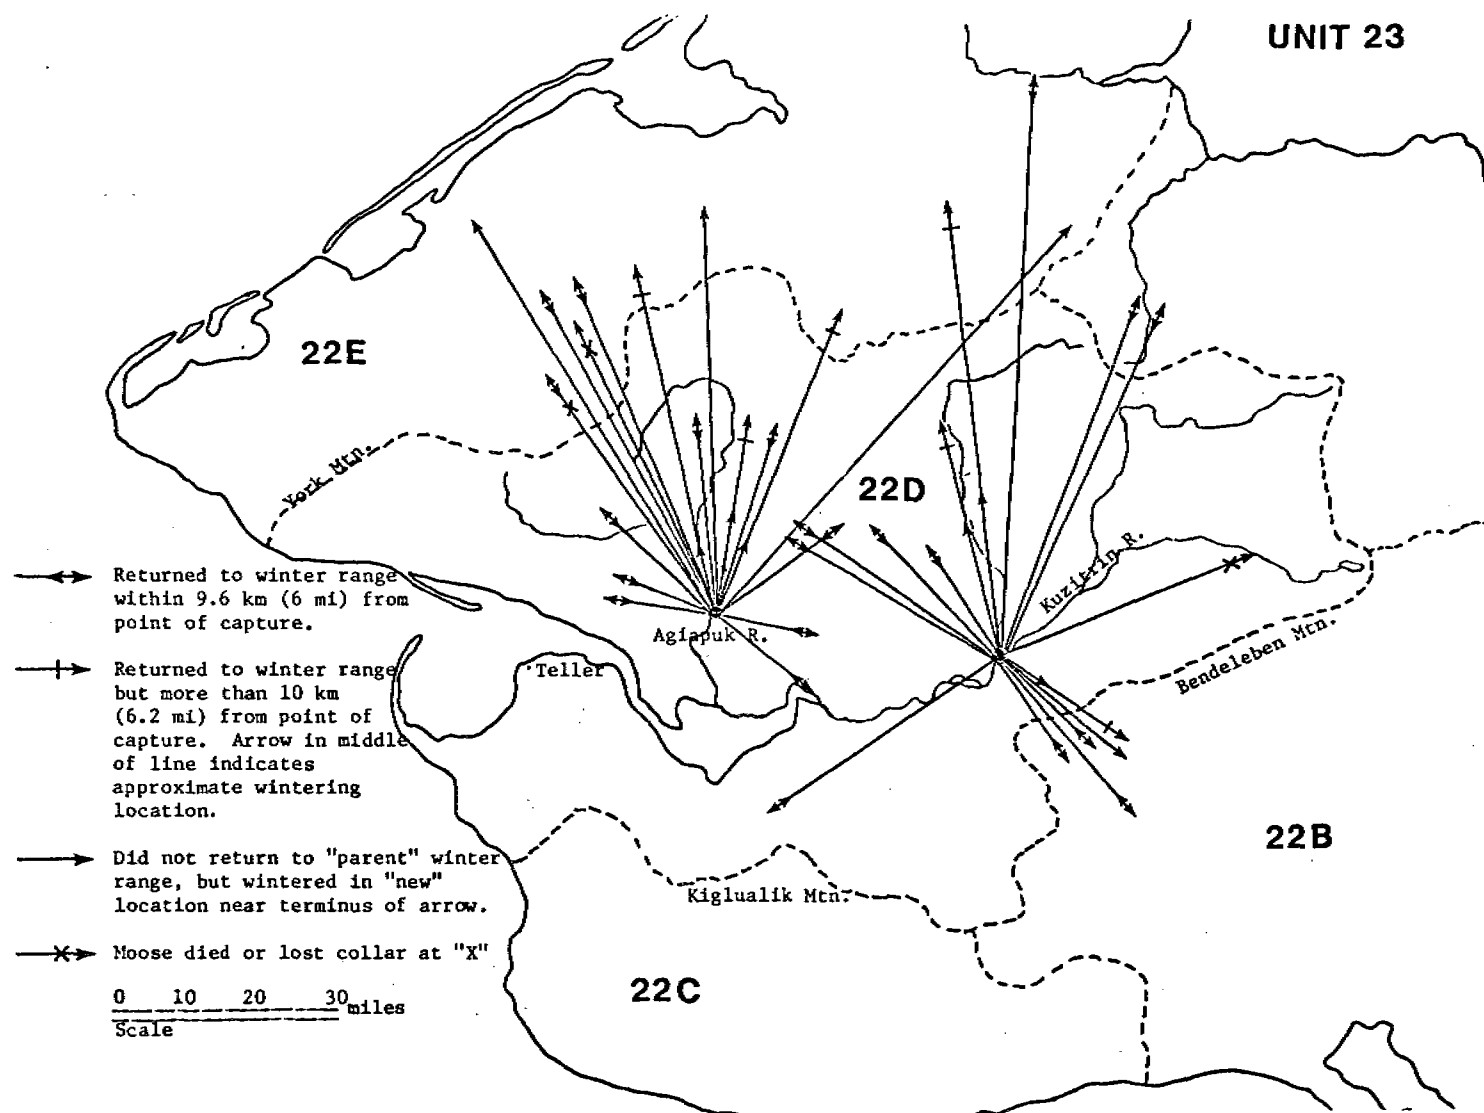 UNIT 23
22E
York Mtn.
22D
Kuzitrin R.
Agiapuk R.
Teller
Bendeleben Mtn.
22B
Kiglualik Mtn.
22C
Returned to winter range
within 9.6 km (6 mi) from
point of capture.
Returned to winter range
but more than 10 km
(6.2 mi) from point of
capture. Arrow in middle
of line indicates
approximate wintering
location.
Did not return to "parent" winter
range, but wintered in "new"
location near terminus of arrow.
Moose died or lost collar at "X"
0 10 20 30 miles
Scale